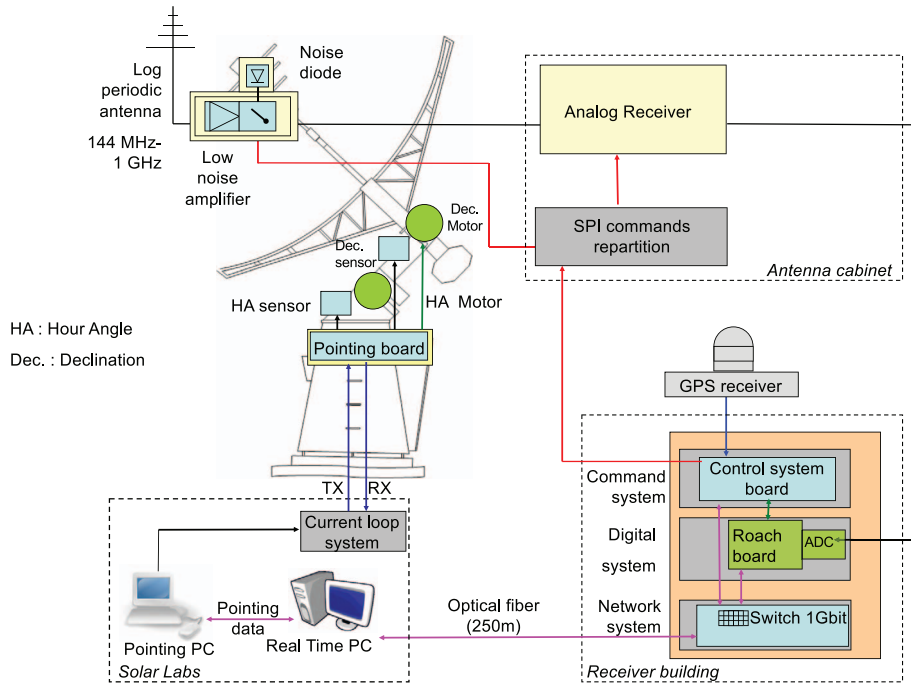 Log
periodic
antenna
144 MHz-
1 GHz
Noise
diode
Low
noise
amplifier
Analog Receiver
SPI commands
repartition
Antenna cabinet
Dec.
Motor
Dec.
sensor
HA sensor
HA Motor
Pointing board
HA : Hour Angle
Dec. : Declination
GPS receiver
TX
RX
Current loop
system
Pointing
data
Pointing PC
Real Time PC
Solar Labs
Optical fiber
(250m)
Command
system
Control system
board
Digital
system
Roach
board
ADC
Network
system
Switch 1Gbit
Receiver building